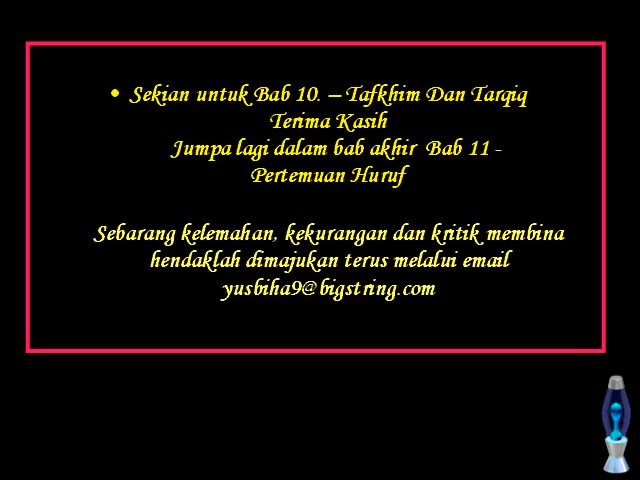 • Sekian untuk Bab 10. – Tafkhim Dan Tarqiq
Terima Kasih
Jumpa lagi dalam bab akhir Bab 11 -
Pertemuan Huruf
Sebarang kelemahan, kekurangan dan kritik membina
hendaklah dimajukan terus melalui email
yusbiha9@bigstring.com